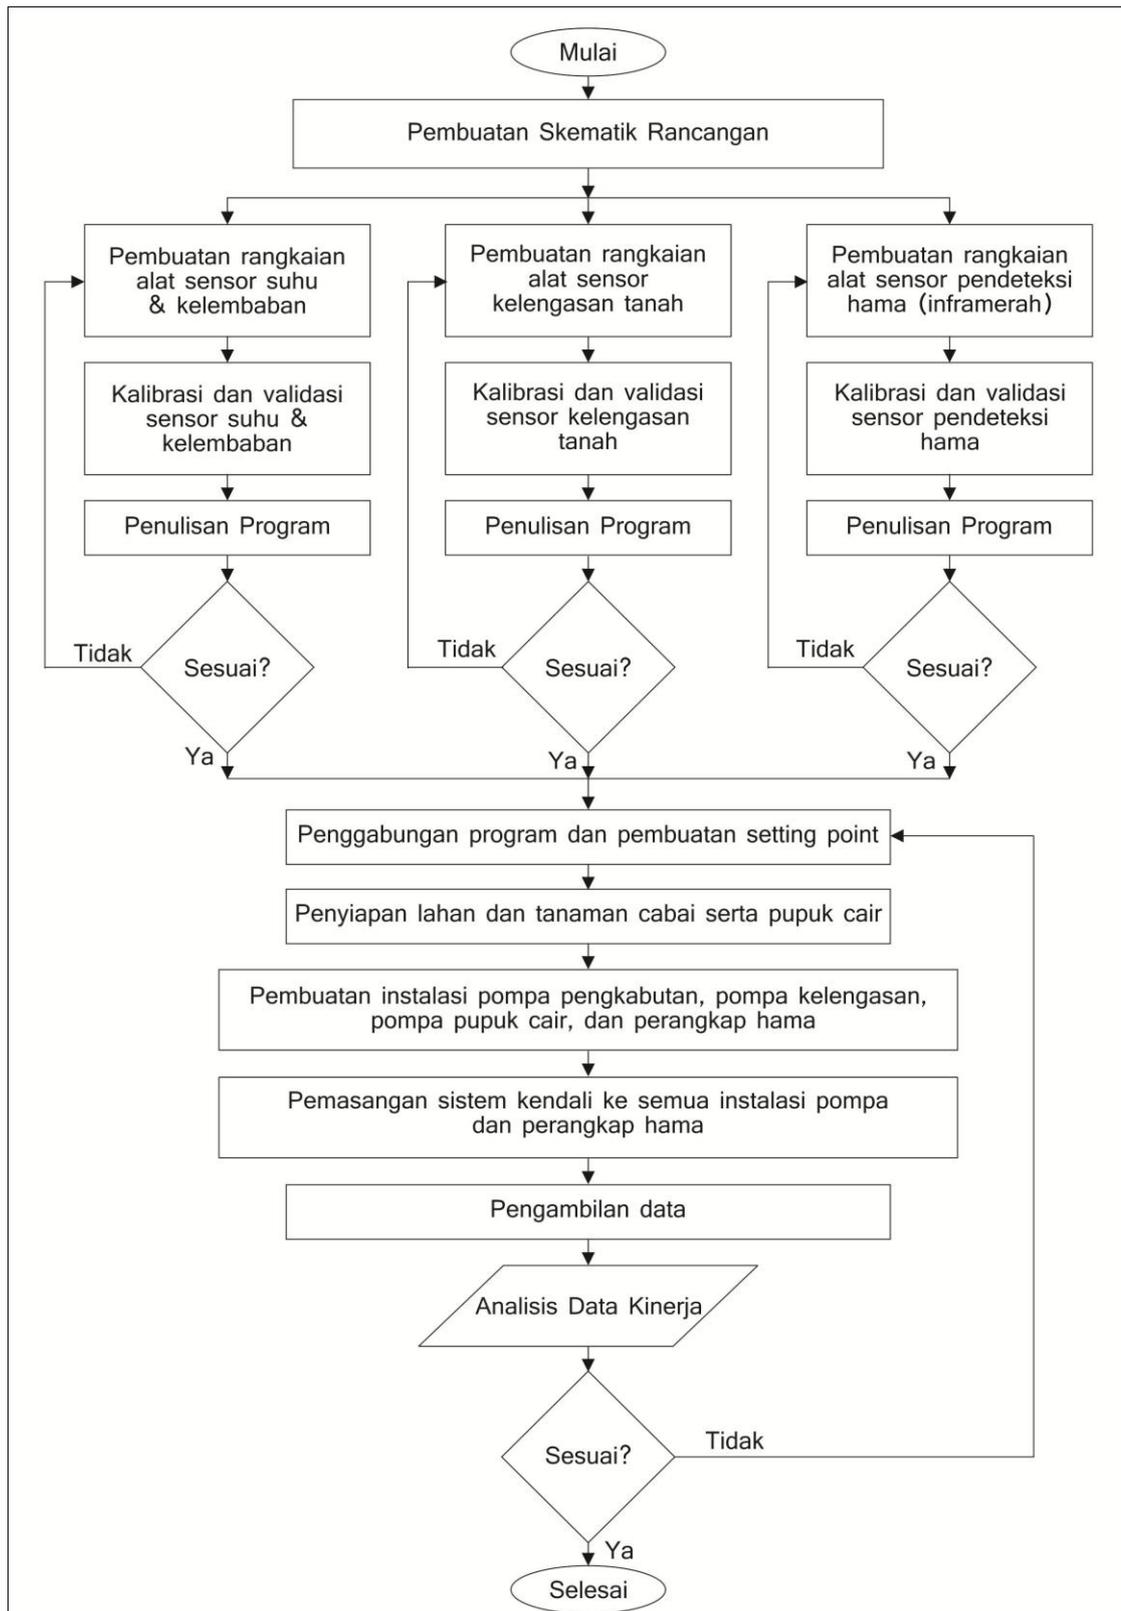 Mulai
Pembuatan Skematik Rancangan
Pembuatan rangkaian
alat sensor suhu
& kelembaban
Pembuatan rangkaian
alat sensor
kelengasan tanah
Pembuatan rangkaian
alat sensor pendeteksi
hama (inframerah)
Kalibrasi dan validasi
sensor suhu &
kelembaban
Kalibrasi dan validasi
sensor kelengasan
tanah
Kalibrasi dan validasi
sensor pendeteksi
hama
Penulisan Program
Penulisan Program
Penulisan Program
Tidak
Sesuai?
Ya
Tidak
Sesuai?
Ya
Tidak
Sesuai?
Ya
Penggabungan program dan pembuatan setting point
Penyiapan lahan dan tanaman cabai serta pupuk cair
Pembuatan instalasi pompa pengkabutan, pompa kelengasan,
pompa pupuk cair, dan perangkap hama
Pemasangan sistem kendali ke semua instalasi pompa
dan perangkap hama
Pengambilan data
Analisis Data Kinerja
Sesuai?
Tidak
Ya
Selesai